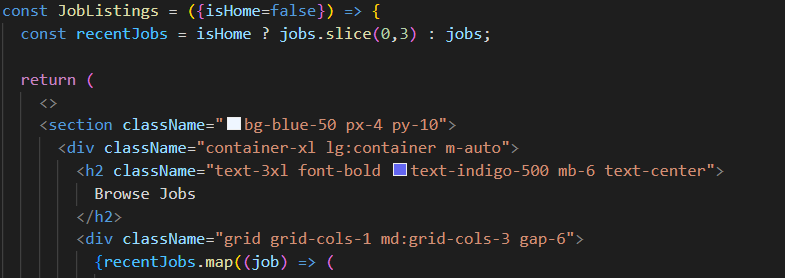 const JobListings = ({isHome=false}) => {
const recentJobs = isHome ? jobs.slice(0,3) : jobs;
return (
<>
<section className="bg-blue-50 px-4 py-10">
<div className="container-xl lg:container m-auto">
<h2 className="text-3xl font-bold text-indigo-500 mb-6 text-center">
Browse Jobs
</h2>
<div className="grid grid-cols-1 md:grid-cols-3 gap-6">
{recentJobs.map((job) => (